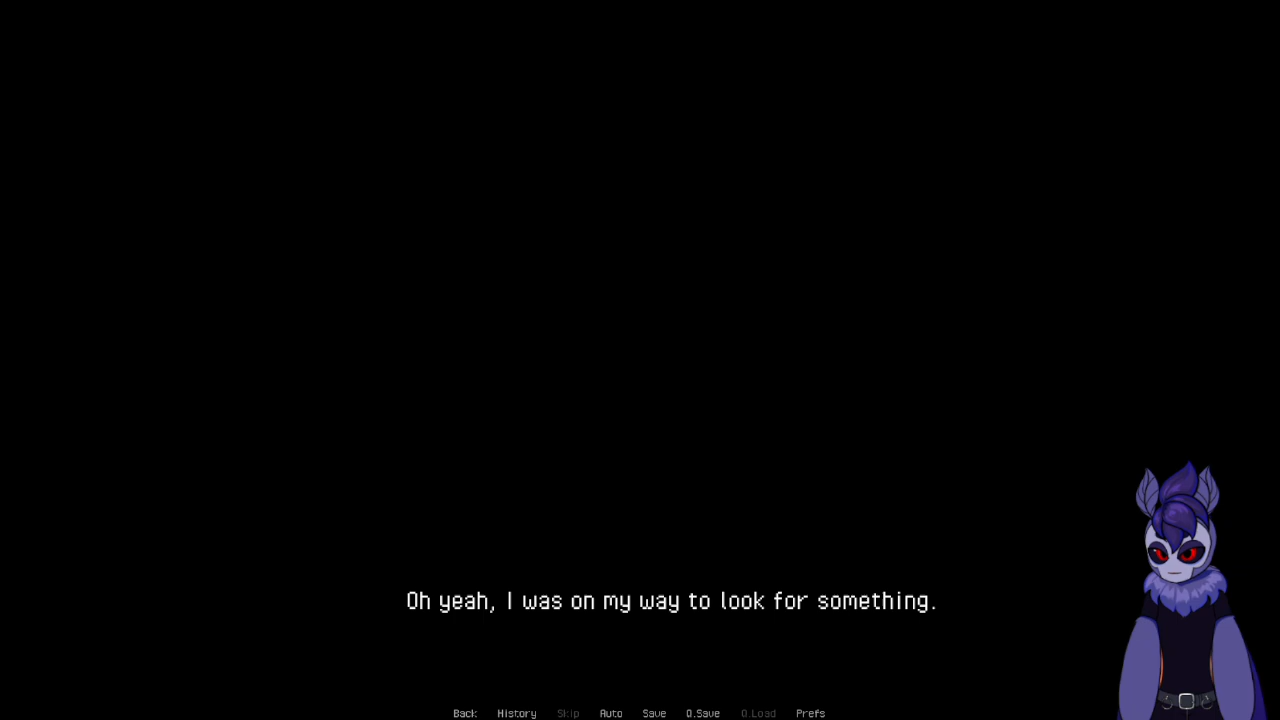 Oh yeah, I was on my way to look for something.
Back History Skip Auto Save Q.Save Q.Load Prefs